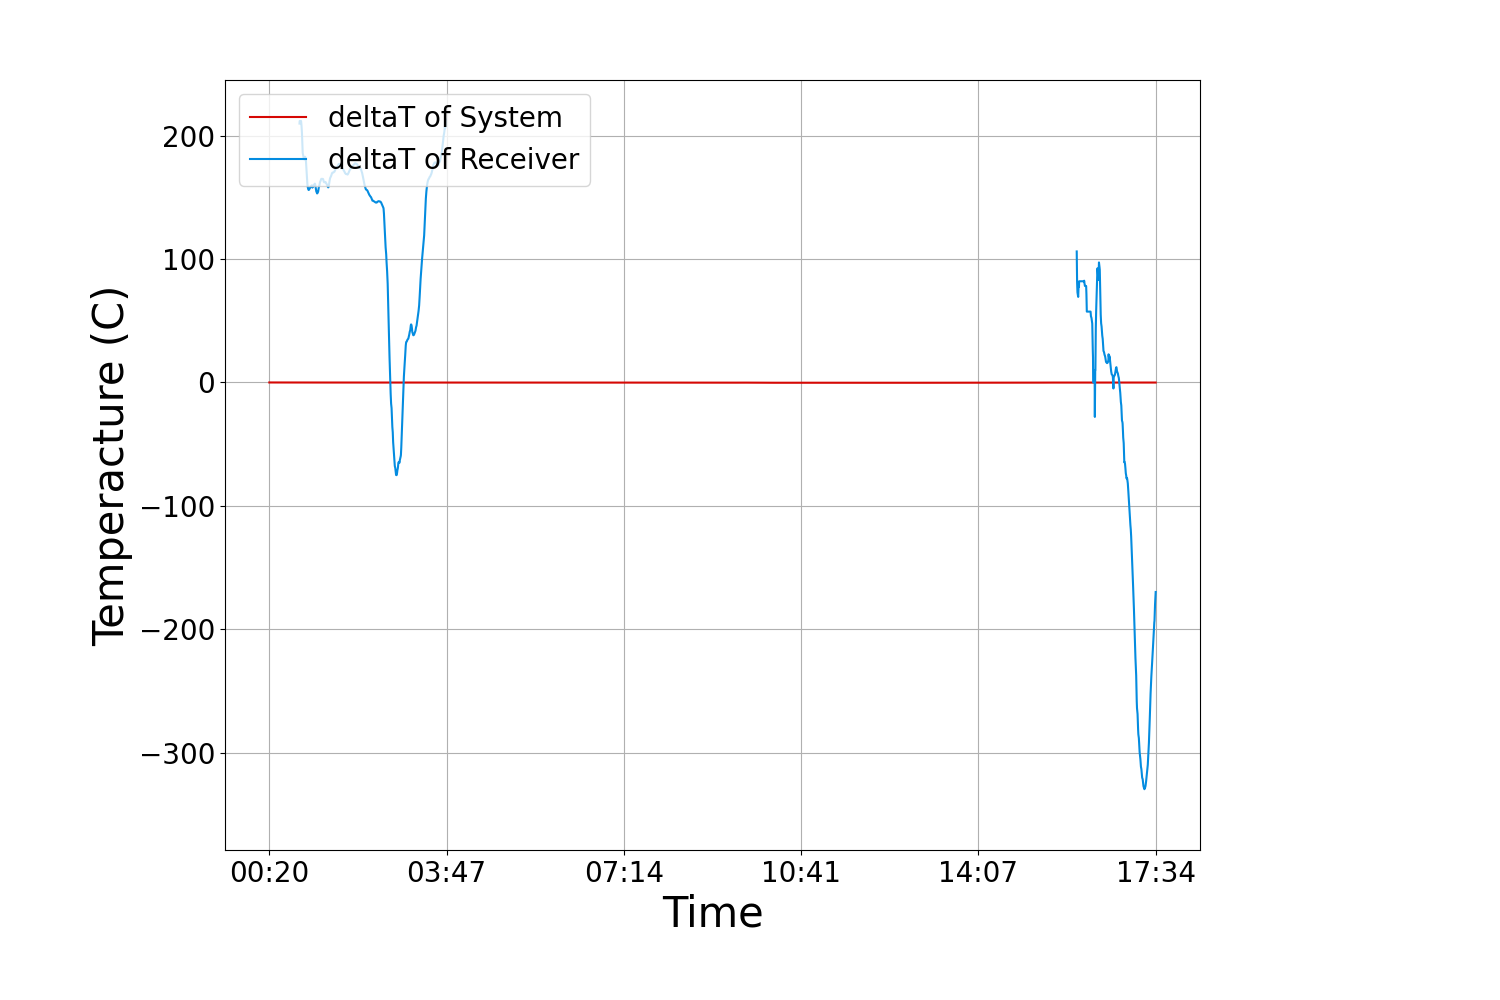 deltaT of System
deltaT of Receiver
200
100
0
−100
−200
−300
Temperacture (C)
00:20 03:47 07:14 10:41 14:07 17:34
Time